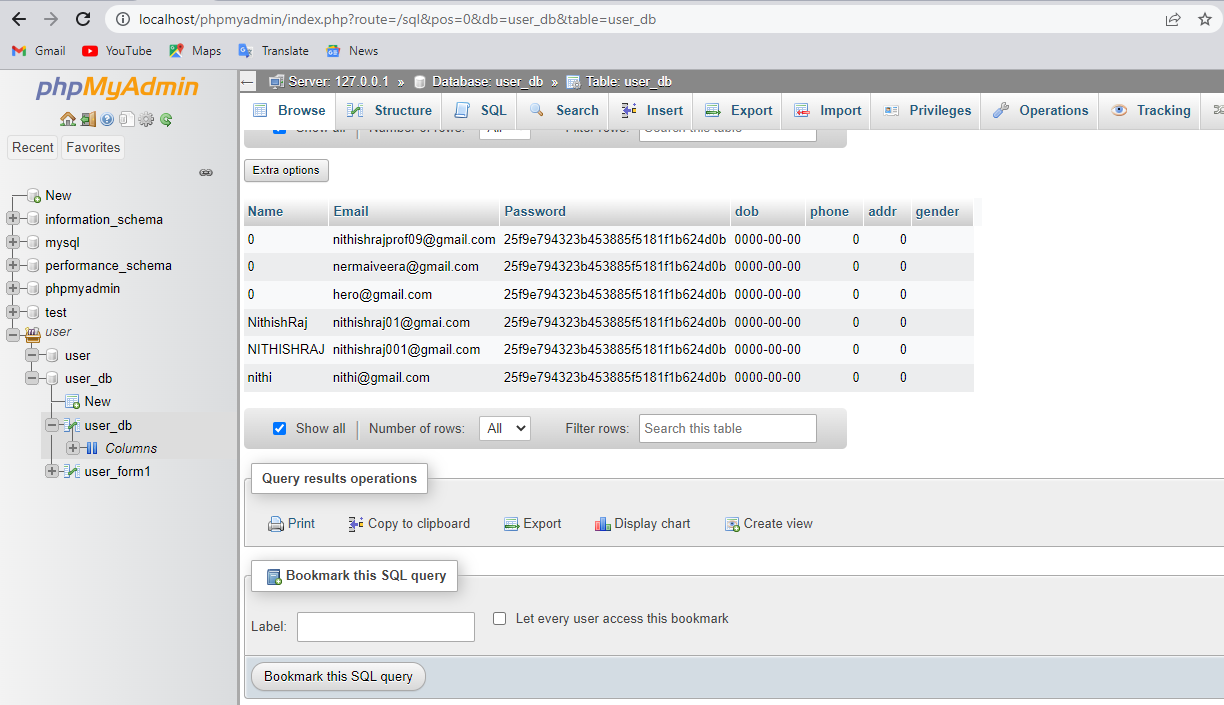 localhost/phpmyadmin/index.php?route=/sql&pos=0&db=user_db&table=user_db
Gmail YouTube Maps Translate News
phpMyAdmin
Recent Favorites
New
information_schema
mysql
performance_schema
phpmyadmin
test
user
user
user_db
New
user_db
Columns
user_form1
Server: 127.0.0.1 » Database: user_db » Table: user_db
Browse Structure SQL Search Insert Export Import Privileges Operations Tracking
Show all Number of rows: All Filter rows: Search this table
Extra options
Name Email Password dob phone addr gender
0 nithishrajprof09@gmail.com 25f9e794323b453885f5181f1b624d0b 0000-00-00 0 0
0 nermaiveera@gmail.com 25f9e794323b453885f5181f1b624d0b 0000-00-00 0 0
0 hero@gmail.com 25f9e794323b453885f5181f1b624d0b 0000-00-00 0 0
NithishRaj nithishraj01@gmai.com 25f9e794323b453885f5181f1b624d0b 0000-00-00 0 0
NITHISHRAJ nithishraj001@gmail.com 25f9e794323b453885f5181f1b624d0b 0000-00-00 0 0
nithi nithi@gmail.com 25f9e794323b453885f5181f1b624d0b 0000-00-00 0 0
Show all Number of rows: All Filter rows: Search this table
Query results operations
Print Copy to clipboard Export Display chart Create view
Bookmark this SQL query
Label: Let every user access this bookmark
Bookmark this SQL query